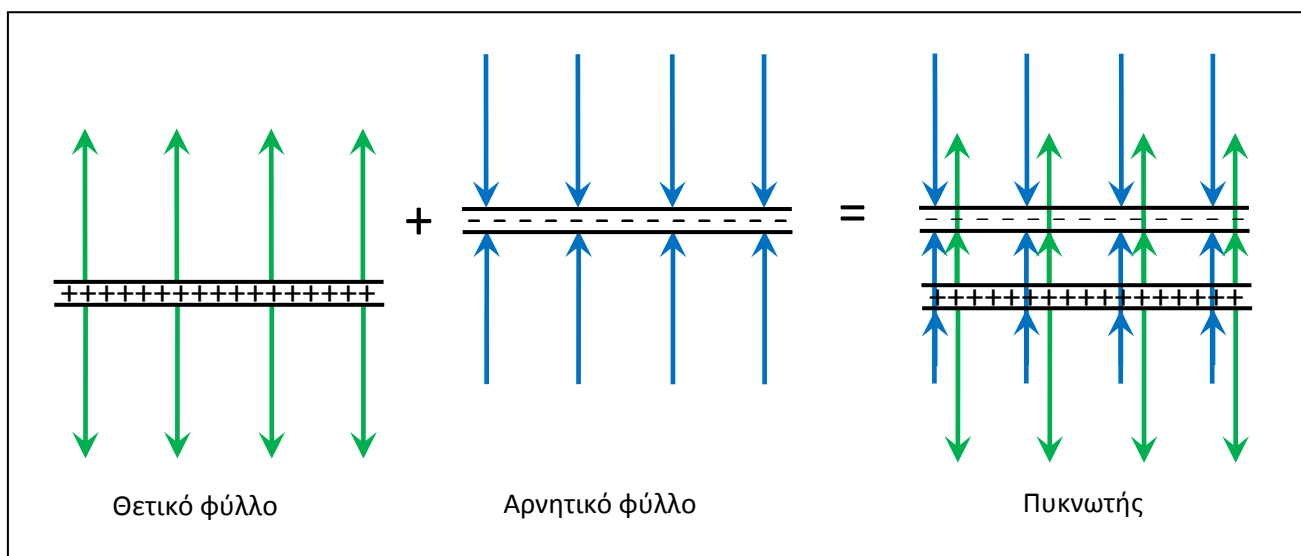 +
- - - - - - - - - - - - - -
=
- - - - - - - - - - - - - -
+++++++++++++++++
+++++++++++++++++
Θετικό φύλλο
Αρνητικό φύλλο
Πυκνωτής